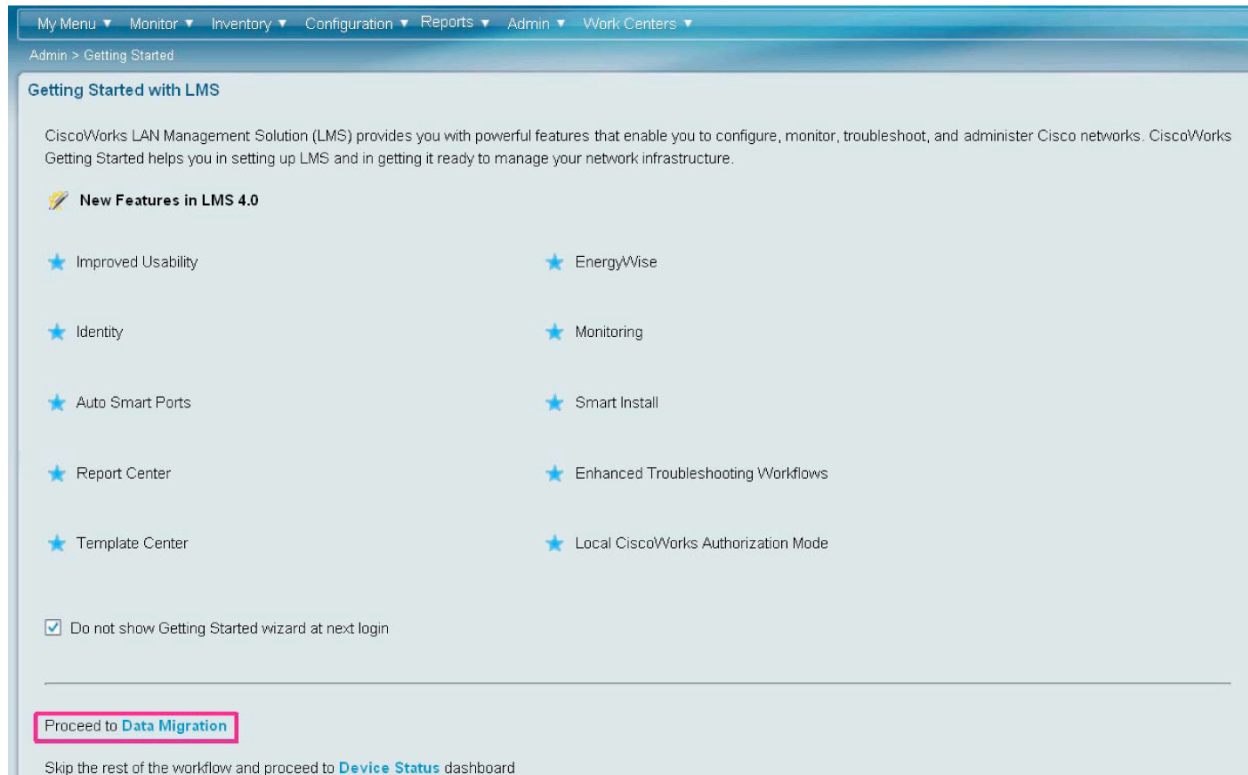 My Menu ▼ Monitor ▼ Inventory ▼ Configuration ▼ Reports ▼ Admin ▼ Work Centers ▼
Admin > Getting Started
Getting Started with LMS
CiscoWorks LAN Management Solution (LMS) provides you with powerful features that enable you to configure, monitor, troubleshoot, and administer Cisco networks. CiscoWorks
Getting Started helps you in setting up LMS and in getting it ready to manage your network infrastructure.
New Features in LMS 4.0
Improved Usability
EnergyWise
Identity
Monitoring
Auto Smart Ports
Smart Install
Report Center
Enhanced Troubleshooting Workflows
Template Center
Local CiscoWorks Authorization Mode
Do not show Getting Started wizard at next login
Proceed to Data Migration
Skip the rest of the workflow and proceed to Device Status dashboard